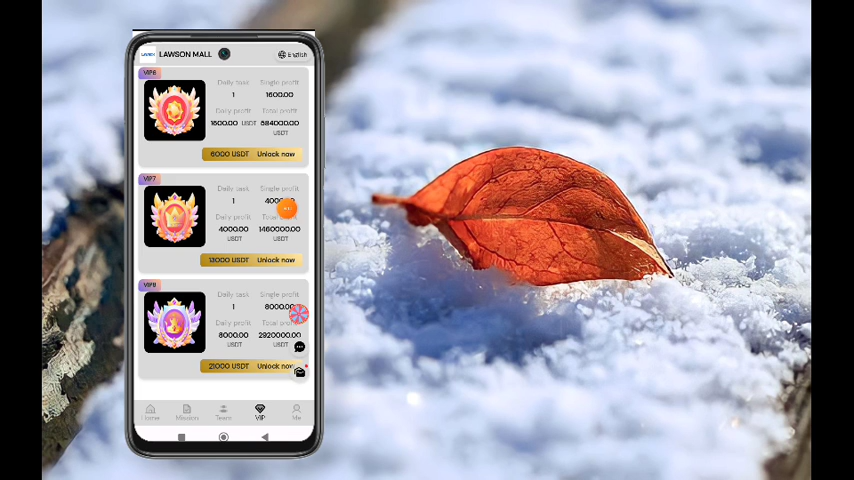 LAWSON LAWSON MALL English
VIP6
Daily task Single profit
1 1600.00
Daily profit Total profit
1600.00 USDT 584000.00
USDT
6000 USDT Unlock now
VIP7
Daily task Single profit
1
Daily profit
4000.00 1460000.00
USDT USDT
13000 USDT Unlock now
VIP8
Daily task Single profit
1 8000.00
Daily profit Total profit
8000.00 2920000.00
USDT
21000 USDT Unlock now
Home Mission Team VIP Me